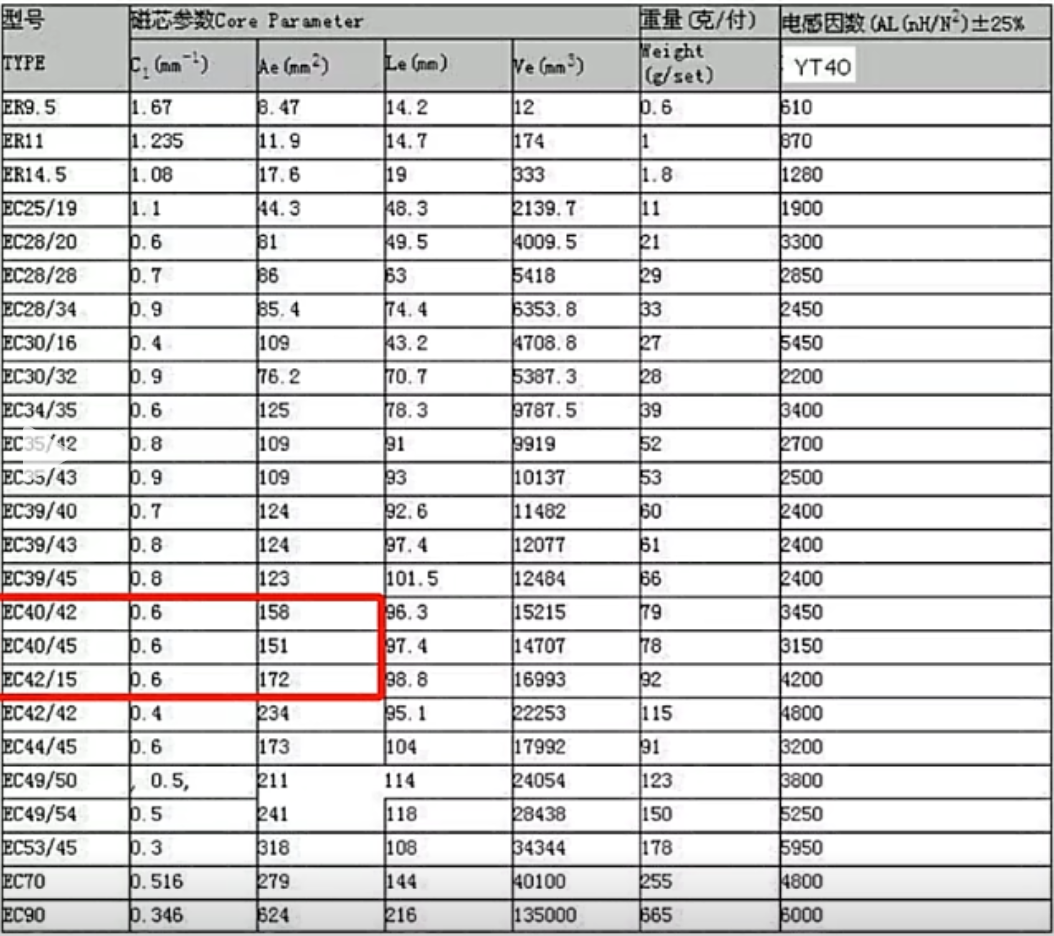 型号 磁芯参数Core Parameter 重量(克/付) 电感因数(AL(nH/N²)±25%
TYPE C₁(mm⁻¹) Ae(mm²) Le(mm) Ve(mm³) Weight (g/set) YT40
ER9.5 1.67 8.47 14.2 12 0.6 610
ER11 1.235 11.9 14.7 174 1 870
ER14.5 1.08 17.6 19 333 1.8 1280
EC25/19 1.1 44.3 48.3 2139.7 11 1900
EC28/20 0.6 81 49.5 4009.5 21 3300
EC28/28 0.7 86 63 5418 29 2850
EC28/34 0.9 85.4 74.4 6353.8 33 2450
EC30/16 0.4 109 43.2 4708.8 27 5450
EC30/32 0.9 76.2 70.7 5387.3 28 2200
EC34/35 0.6 125 78.3 9787.5 39 3400
EC35/42 0.8 109 91 9919 52 2700
EC35/43 0.9 109 93 10137 53 2500
EC39/40 0.7 124 92.6 11482 60 2400
EC39/43 0.8 124 97.4 12077 61 2400
EC39/45 0.8 123 101.5 12484 66 2400
EC40/42 0.6 158 96.3 15215 79 3450
EC40/45 0.6 151 97.4 14707 78 3150
EC42/15 0.6 172 98.8 16993 92 4200
EC42/42 0.4 234 95.1 22253 115 4800
EC44/45 0.6 173 104 17992 91 3200
EC49/50 , 0.5, 211 114 24054 123 3800
EC49/54 0.5 241 118 28438 150 5250
EC53/45 0.3 318 108 34344 178 5950
EC70 0.516 279 144 40100 255 4800
EC90 0.346 624 216 135000 665 6000